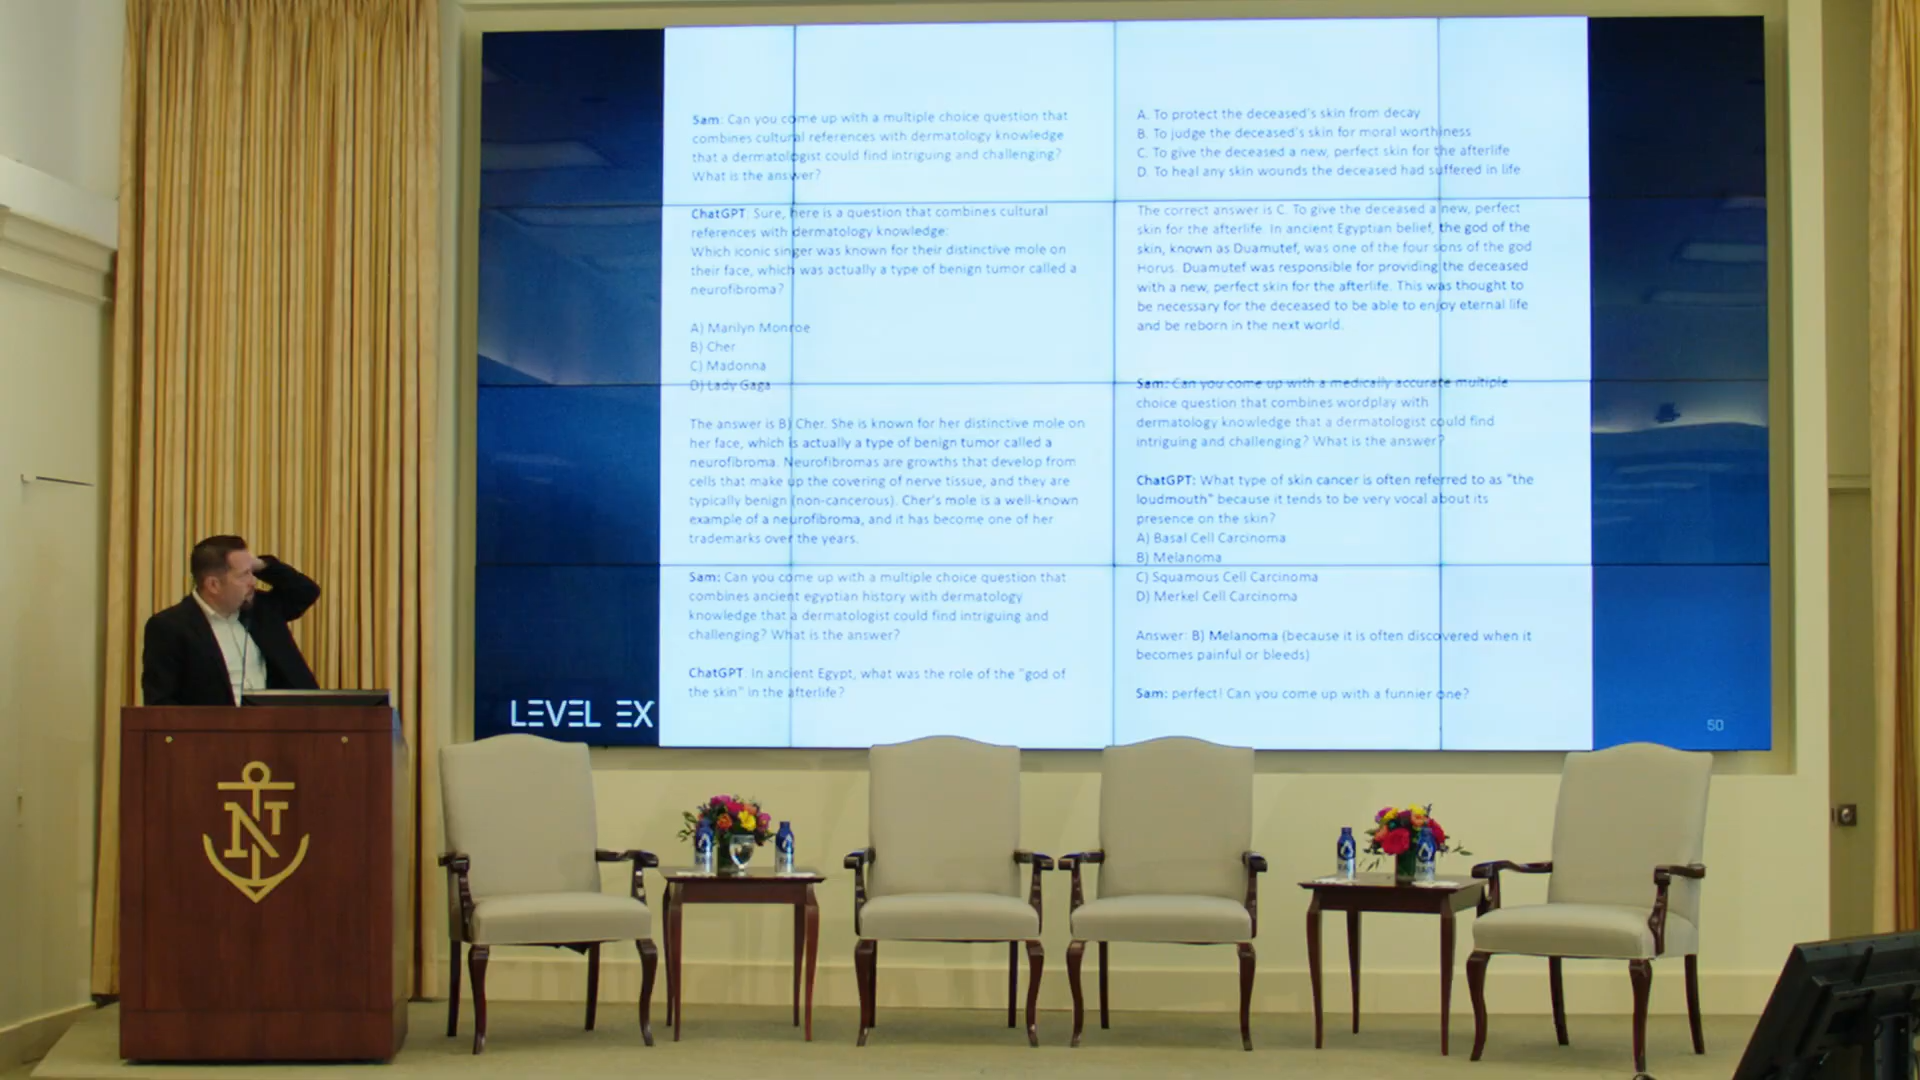 Sam: Can you come up with a multiple choice question that
combines cultural references with dermatology knowledge
that a dermatologist could find intriguing and challenging?
What is the answer?
ChatGPT: Sure, here is a question that combines cultural
references with dermatology knowledge:
Which iconic singer was known for their distinctive mole on
their face, which was actually a type of benign tumor called a
neurofibroma?
A) Marilyn Monroe
B) Cher
C) Madonna
D) Lady Gaga
The answer is B) Cher. She is known for her distinctive mole on
her face, which is actually a type of benign tumor called a
neurofibroma. Neurofibromas are growths that develop from
cells that make up the covering of nerve tissue, and they are
typically benign (non-cancerous). Cher's mole is a well-known
example of a neurofibroma, and it has become one of her
trademarks over the years.
Sam: Can you come up with a multiple choice question that
combines ancient egyptian history with dermatology
knowledge that a dermatologist could find intriguing and
challenging? What is the answer?
ChatGPT: In ancient Egypt, what was the role of the "god of
the skin" in the afterlife?
A. To protect the deceased's skin from decay
B. To judge the deceased's skin for moral worthiness
C. To give the deceased a new, perfect skin for the afterlife
D. To heal any skin wounds the deceased had suffered in life
The correct answer is C. To give the deceased a new, perfect
skin for the afterlife. In ancient Egyptian belief, the god of the
skin, known as Duamutef, was one of the four sons of the god
Horus. Duamutef was responsible for providing the deceased
with a new, perfect skin for the afterlife. This was thought to
be necessary for the deceased to be able to enjoy eternal life
and be reborn in the next world.
Sam: Can you come up with a medically accurate multiple
choice question that combines wordplay with
dermatology knowledge that a dermatologist could find
intriguing and challenging? What is the answer?
ChatGPT: What type of skin cancer is often referred to as "the
loudmouth" because it tends to be very vocal about its
presence on the skin?
A) Basal Cell Carcinoma
B) Melanoma
C) Squamous Cell Carcinoma
D) Merkel Cell Carcinoma
Answer: B) Melanoma (because it is often discovered when it
becomes painful or bleeds)
Sam: perfect! Can you come up with a funnier one?
LEVEL EX
50
NT